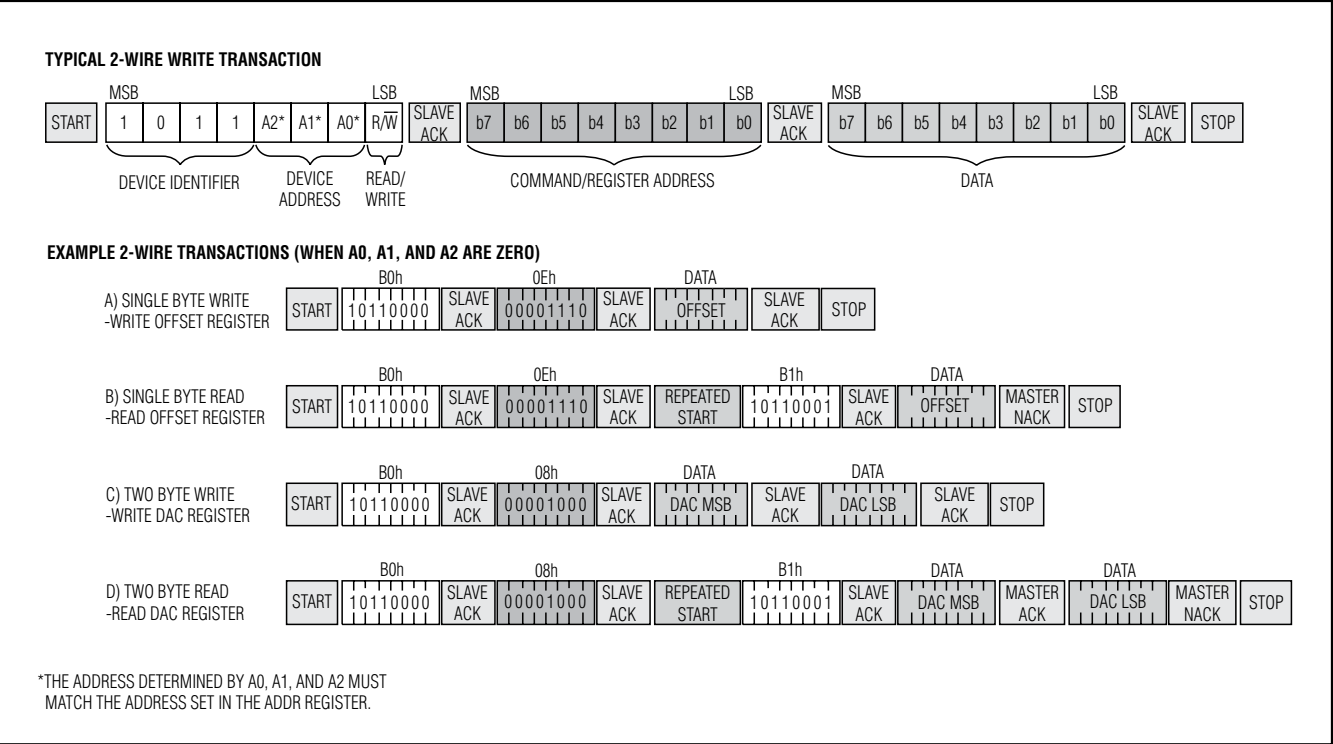 TYPICAL 2-WIRE WRITE TRANSACTION
MSB LSB MSB LSB MSB LSB
START 1 0 1 1 A2* A1* A0* R/W̅ SLAVE ACK b7 b6 b5 b4 b3 b2 b1 b0 SLAVE ACK b7 b6 b5 b4 b3 b2 b1 b0 SLAVE ACK STOP
DEVICE IDENTIFIER DEVICE ADDRESS READ/WRITE COMMAND/REGISTER ADDRESS DATA
EXAMPLE 2-WIRE TRANSACTIONS (WHEN A0, A1, AND A2 ARE ZERO)
B0h 0Eh DATA
A) SINGLE BYTE WRITE
-WRITE OFFSET REGISTER
START 10110000 SLAVE ACK 00001110 SLAVE ACK OFFSET SLAVE ACK STOP
B0h 0Eh B1h DATA
B) SINGLE BYTE READ
-READ OFFSET REGISTER
START 10110000 SLAVE ACK 00001110 SLAVE ACK REPEATED START 10110001 SLAVE ACK OFFSET MASTER NACK STOP
B0h 08h DATA DATA
C) TWO BYTE WRITE
-WRITE DAC REGISTER
START 10110000 SLAVE ACK 00001000 SLAVE ACK DAC MSB SLAVE ACK DAC LSB SLAVE ACK STOP
B0h 08h B1h DATA DATA
D) TWO BYTE READ
-READ DAC REGISTER
START 10110000 SLAVE ACK 00001000 SLAVE ACK REPEATED START 10110001 SLAVE ACK DAC MSB MASTER ACK DAC LSB MASTER NACK STOP
*THE ADDRESS DETERMINED BY A0, A1, AND A2 MUST
MATCH THE ADDRESS SET IN THE ADDR REGISTER.